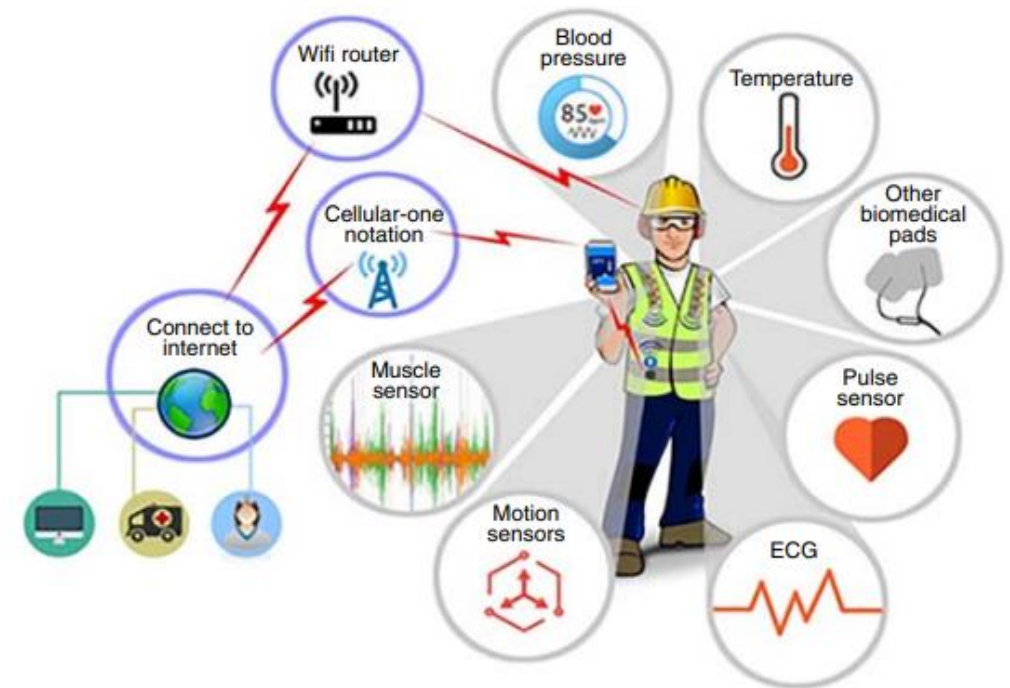 Wifi router
Blood
pressure
85
Temperature
Other
biomedical
pads
Cellular-one
notation
Connect to
internet
Muscle
sensor
Pulse
sensor
Motion
sensors
ECG